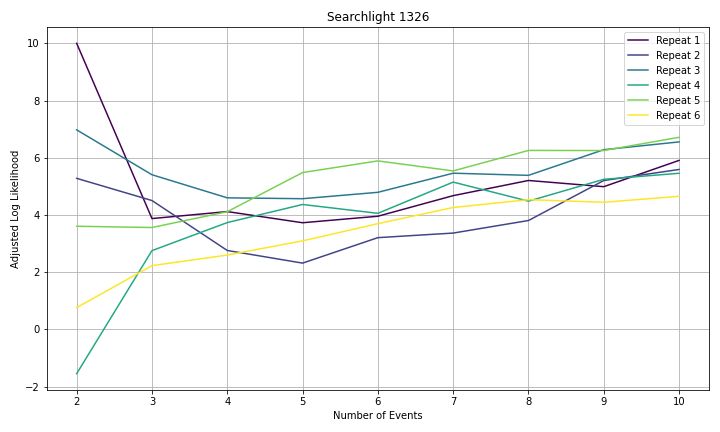 Searchlight 1326
Adjusted Log Likelihood
10
8
6
4
2
0
−2
2 3 4 5 6 7 8 9 10
Number of Events
Repeat 1
Repeat 2
Repeat 3
Repeat 4
Repeat 5
Repeat 6